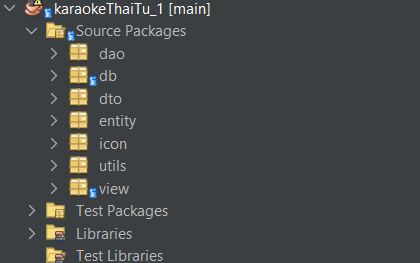 karaokeThaiTu_1 [main]
Source Packages
dao
db
dto
entity
icon
utils
view
Test Packages
Libraries
Test Libraries